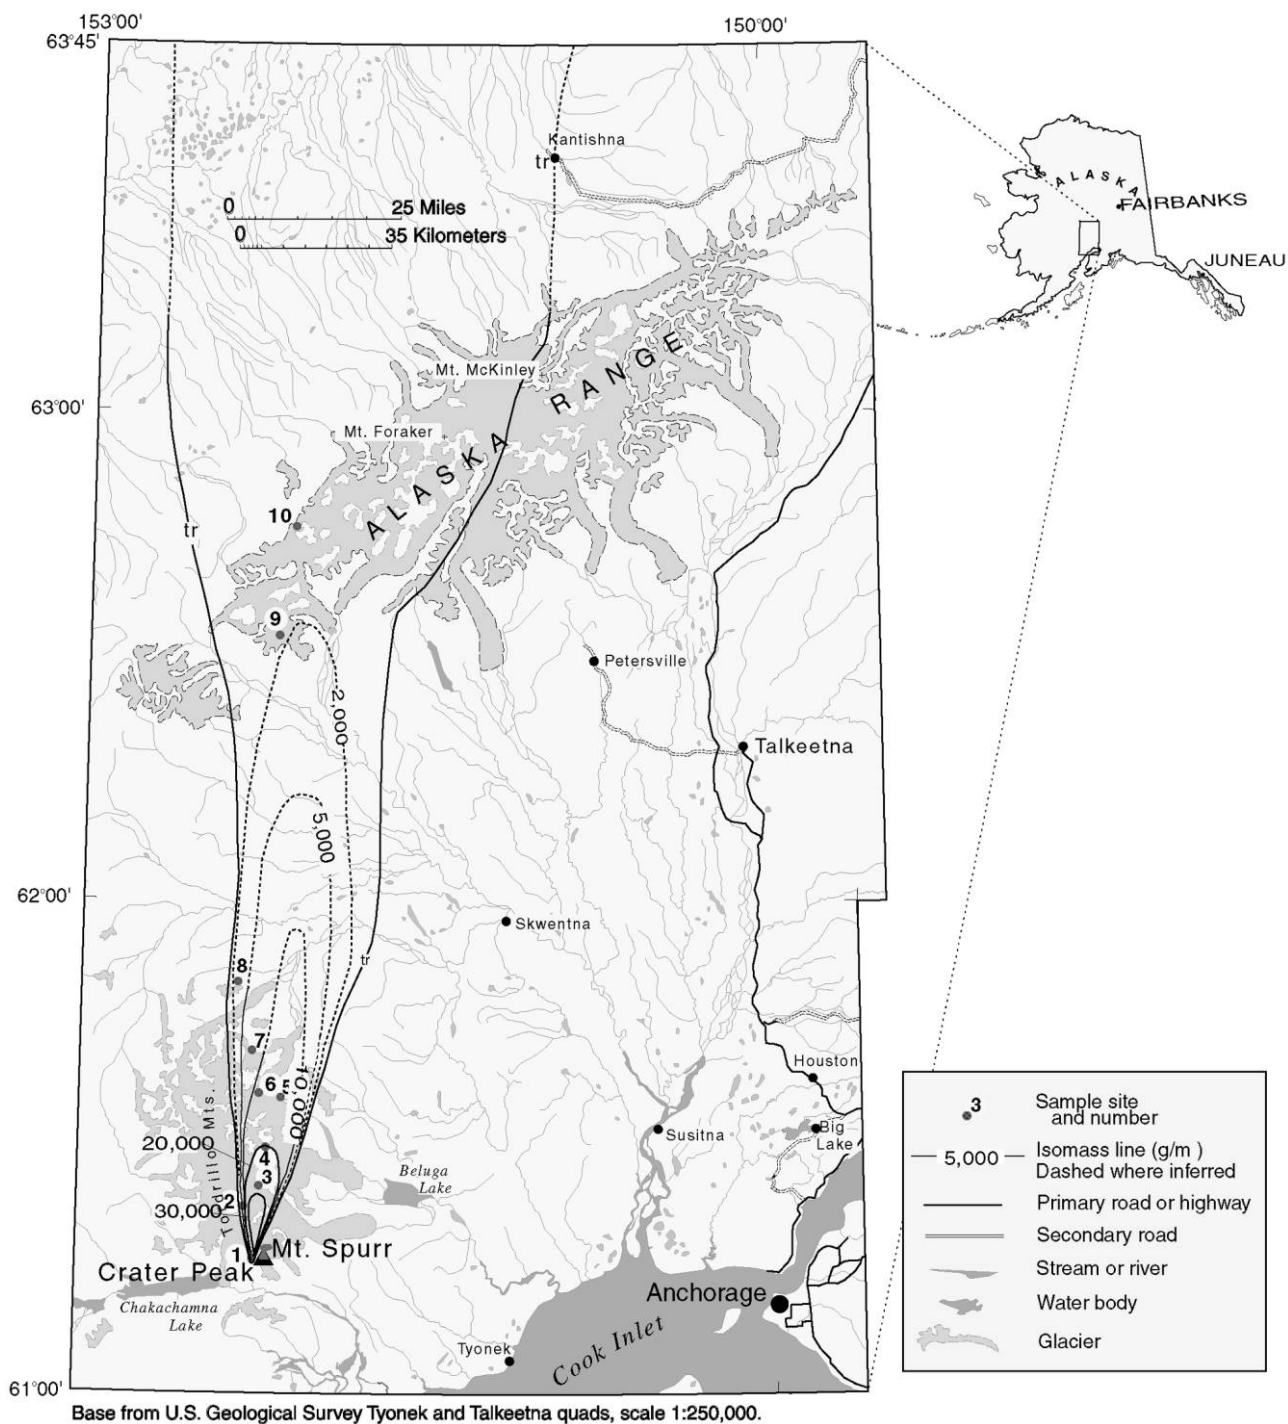 153°00'
150°00'
63°45'
Kantishna
tr
0 25 Miles
0 35 Kilometers
ALASKA
FAIRBANKS
JUNEAU
Mt. McKinley
ALASKA RANGE
63°00'
Mt. Foraker
10
tr
9
2,000
Petersville
Talkeetna
5,000
62°00'
Skwentna
tr
8
7
6
5
10,000
Houston
Big
Lake
Susitna
20,000
4
3
Beluga
Lake
Tordrillo Mts.
2
30,000
1
Mt. Spurr
Crater Peak
Chakachamna
Lake
Anchorage
Cook Inlet
Tyonek
61°00'
3
Sample site
and number
5,000
Isomass line (g/m )
Dashed where inferred
Primary road or highway
Secondary road
Stream or river
Water body
Glacier
Base from U.S. Geological Survey Tyonek and Talkeetna quads, scale 1:250,000.